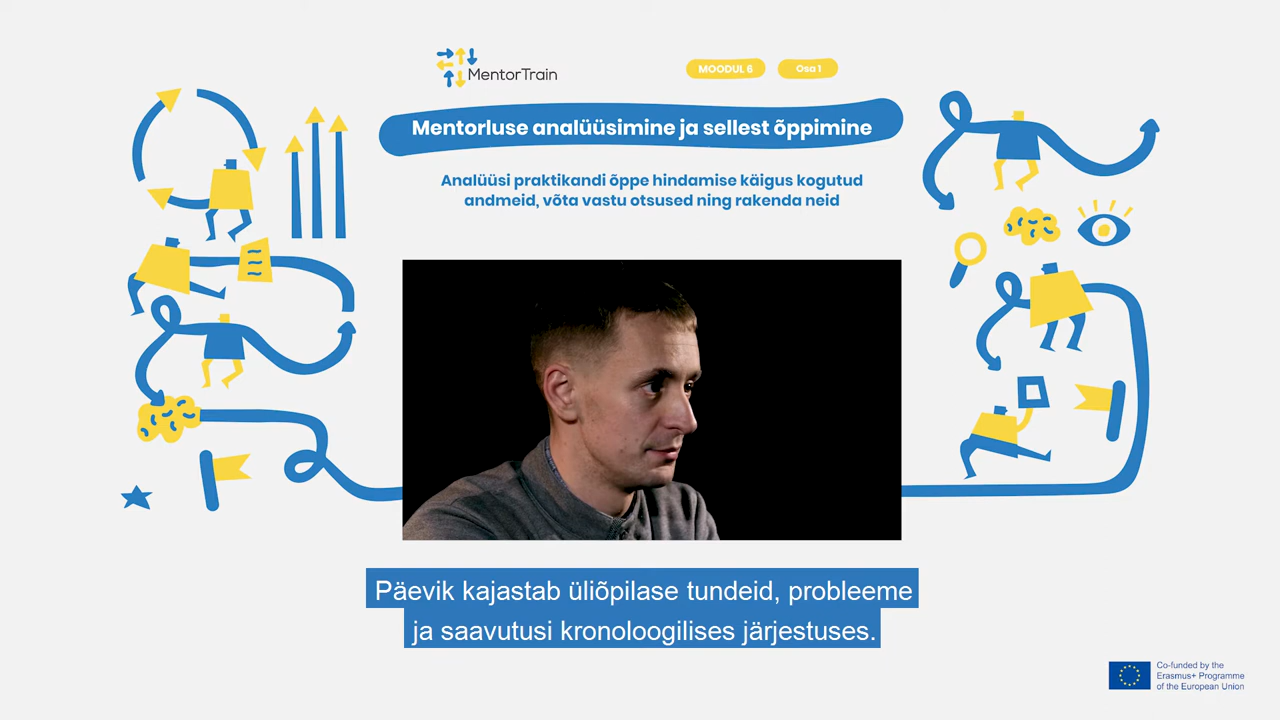 MentorTrain
MOODUL 6
Osa 1
Mentorluse analüüsimine ja sellest õppimine
Analüüsi praktikandi õppe hindamise käigus kogutud
andmeid, võta vastu otsused ning rakenda neid
Päevik kajastab üliõpilase tundeid, probleeme
ja saavutusi kronoloogilises järjestuses.
Co-funded by the
Erasmus+ Programme
of the European Union